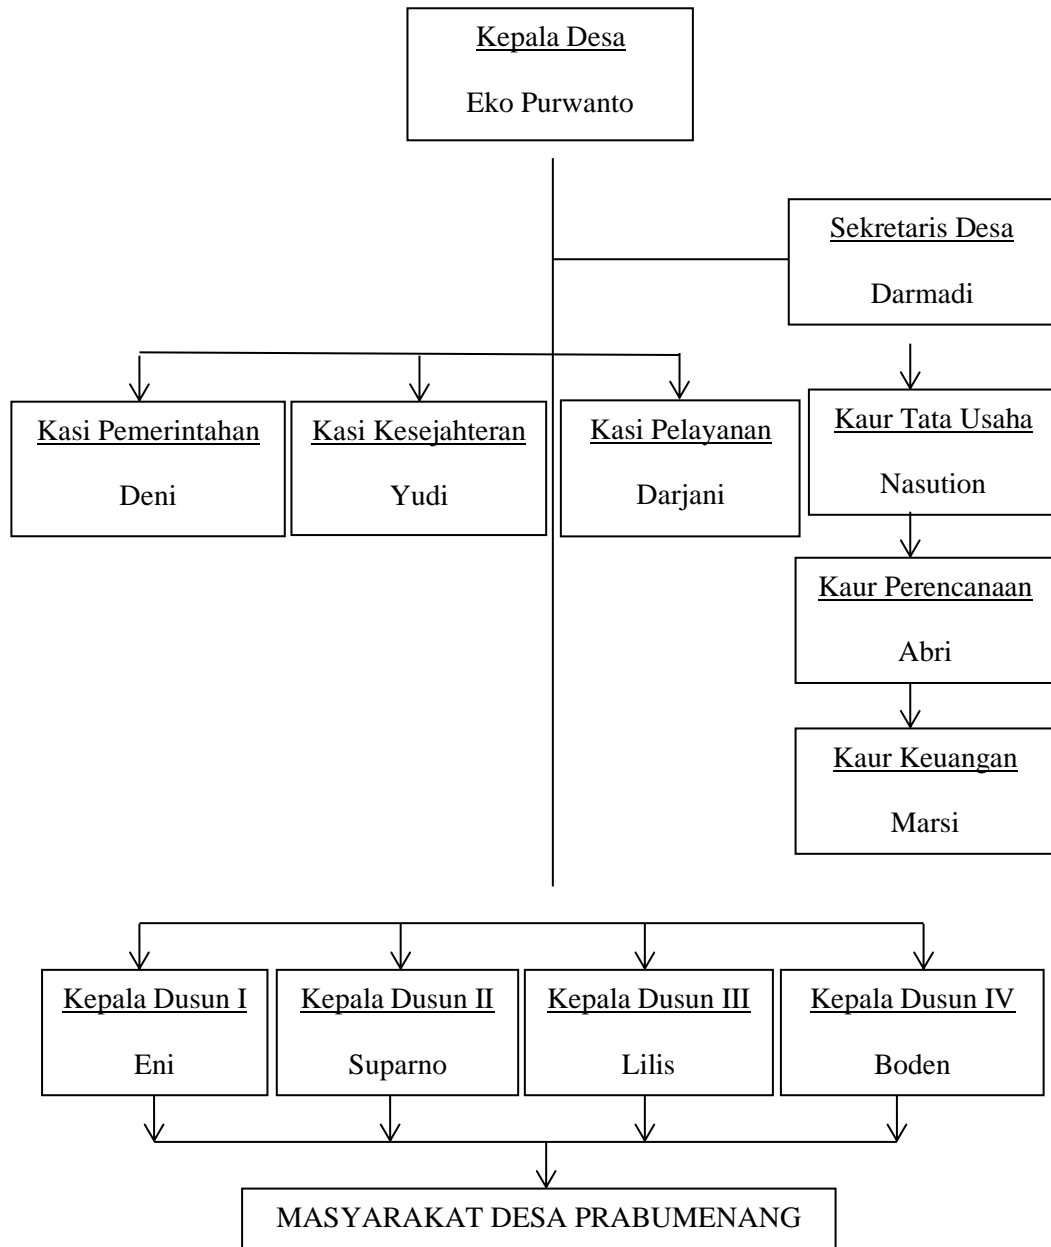 Kepala Desa
Eko Purwanto
Sekretaris Desa
Darmadi
Kasi Pemerintahan
Deni
Kasi Kesejahteran
Yudi
Kasi Pelayanan
Darjani
Kaur Tata Usaha
Nasution
Kaur Perencanaan
Abri
Kaur Keuangan
Marsi
Kepala Dusun I
Eni
Kepala Dusun II
Suparno
Kepala Dusun III
Lilis
Kepala Dusun IV
Boden
MASYARAKAT DESA PRABUMENANG